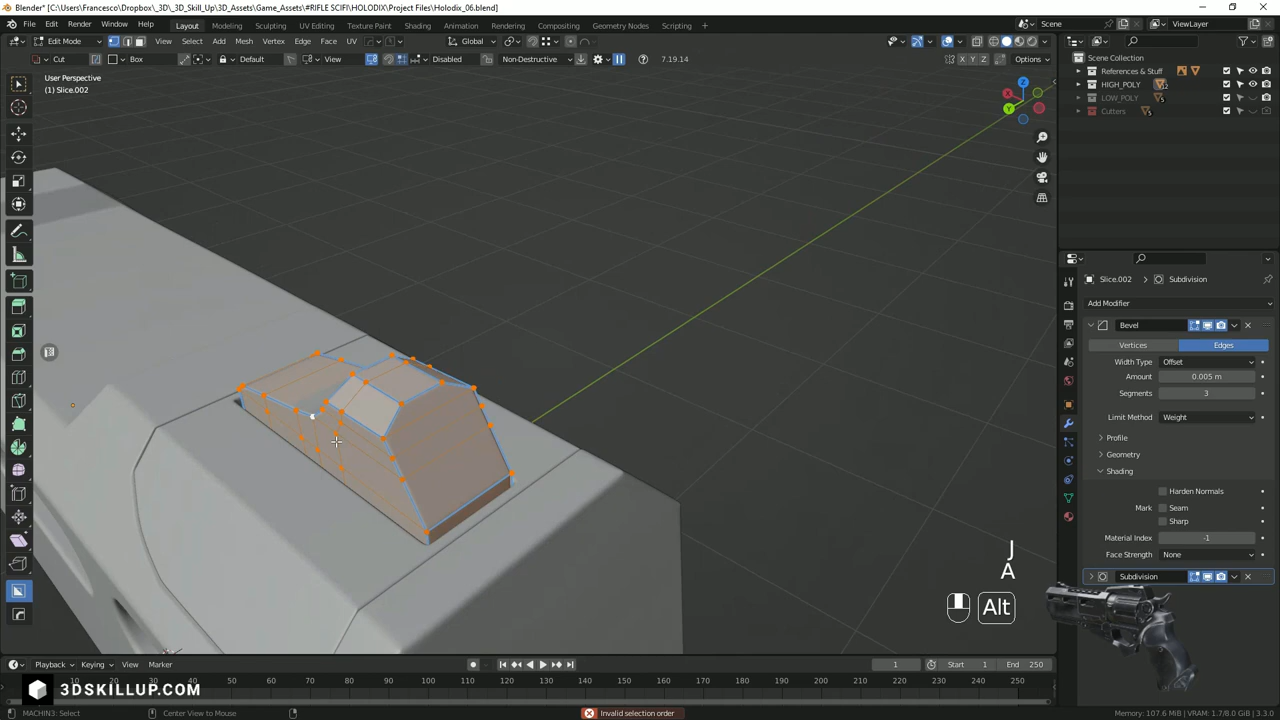 Blender* [C:\Users\Francesco\Dropbox\_3D\_3D_Skill_Up\3D_Assets\Game_Assets\#RIFLE SCIFI\HOLODIX\Project Files\Holodix_06.blend]
File Edit Render Window Help Layout Modeling Sculpting UV Editing Texture Paint Shading Animation Rendering Compositing Geometry Nodes Scripting + Scene ViewLayer
Edit Mode View Select Add Mesh Vertex Edges Face UV Global
Cut Box Default View Disabled Non-Destructive 7.19.14 X Y Z Options
User Perspective
(1) Slice.002
Z
X
Y
Scene Collection
References & Stuff
HIGH_POLY 12
LOW_POLY 5
Cutters 5
Slice.002 Subdivision
Add Modifier
Bevel
Vertices Edges
Width Type Offset
Amount 0.005 m
Segments 3
Limit Method Weight
Profile
Geometry
Shading
Harden Normals
Mark Seam
Sharp
Material Index -1
Face Strength None
Subdivision
J
A
Alt
Playback Keying View Marker 1 Start 1 End 250
50 60 70 80 90 100 110 120 130 140 150 160 170 180 190 200 210 220 230 240 250
3DSKILLUP.COM
MACHIN3: Select Center View to Mouse Invalid selection order Memory: 107.6 MiB | VRAM: 1.7/8.0 GiB | 3.3.0